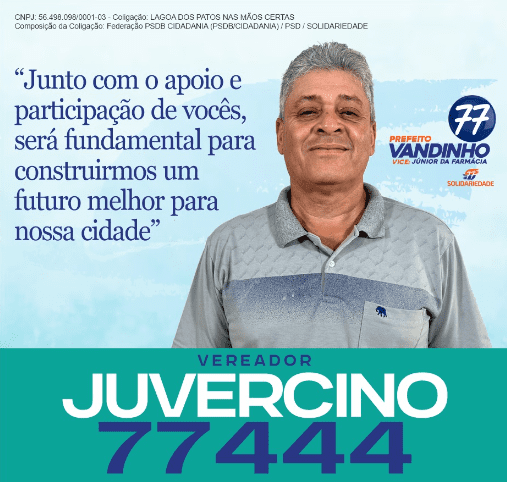 CNPJ: 56.498.098/0001-03 - Coligação: LAGOA DOS PATOS NAS MÃOS CERTAS
Composição da Coligação: Federação PSDB CIDADANIA (PSDB/CIDADANIA) / PSD / SOLIDARIEDADE
“Junto com o apoio e
participação de vocês,
será fundamental para
construirmos um
futuro melhor para
nossa cidade”
77
PREFEITO
VANDINHO
VICE: JÚNIOR DA FARMÁCIA
SOLIDARIEDADE
VEREADOR
JUVERCINO
77444